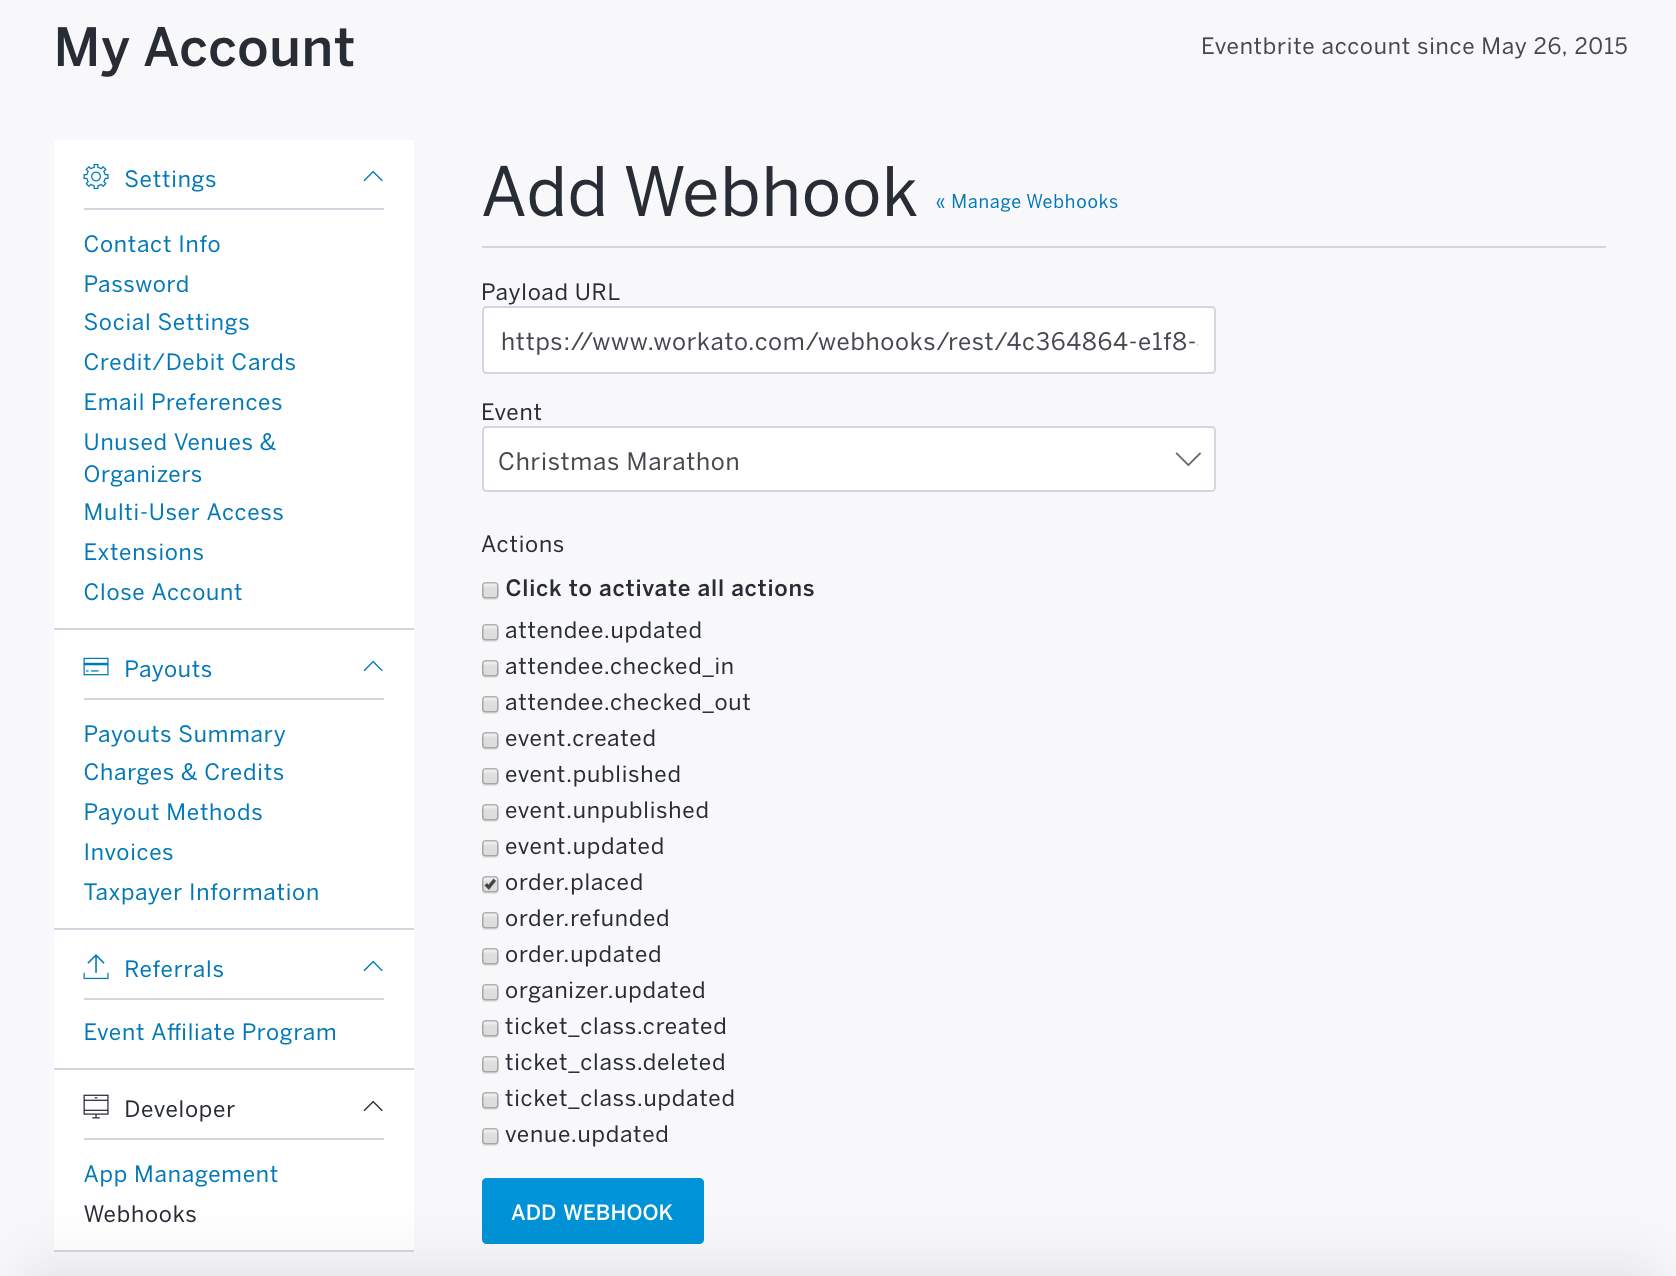 My Account
Eventbrite account since May 26, 2015
Settings
Contact Info
Password
Social Settings
Credit/Debit Cards
Email Preferences
Unused Venues &
Organizers
Multi-User Access
Extensions
Close Account
Payouts
Payouts Summary
Charges & Credits
Payout Methods
Invoices
Taxpayer Information
Referrals
Event Affiliate Program
Developer
App Management
Webhooks
Add Webhook « Manage Webhooks
Payload URL
https://www.workato.com/webhooks/rest/4c364864-e1f8-
Event
Christmas Marathon
Actions
Click to activate all actions
attendee.updated
attendee.checked_in
attendee.checked_out
event.created
event.published
event.unpublished
event.updated
order.placed
order.refunded
order.updated
organizer.updated
ticket_class.created
ticket_class.deleted
ticket_class.updated
venue.updated
ADD WEBHOOK